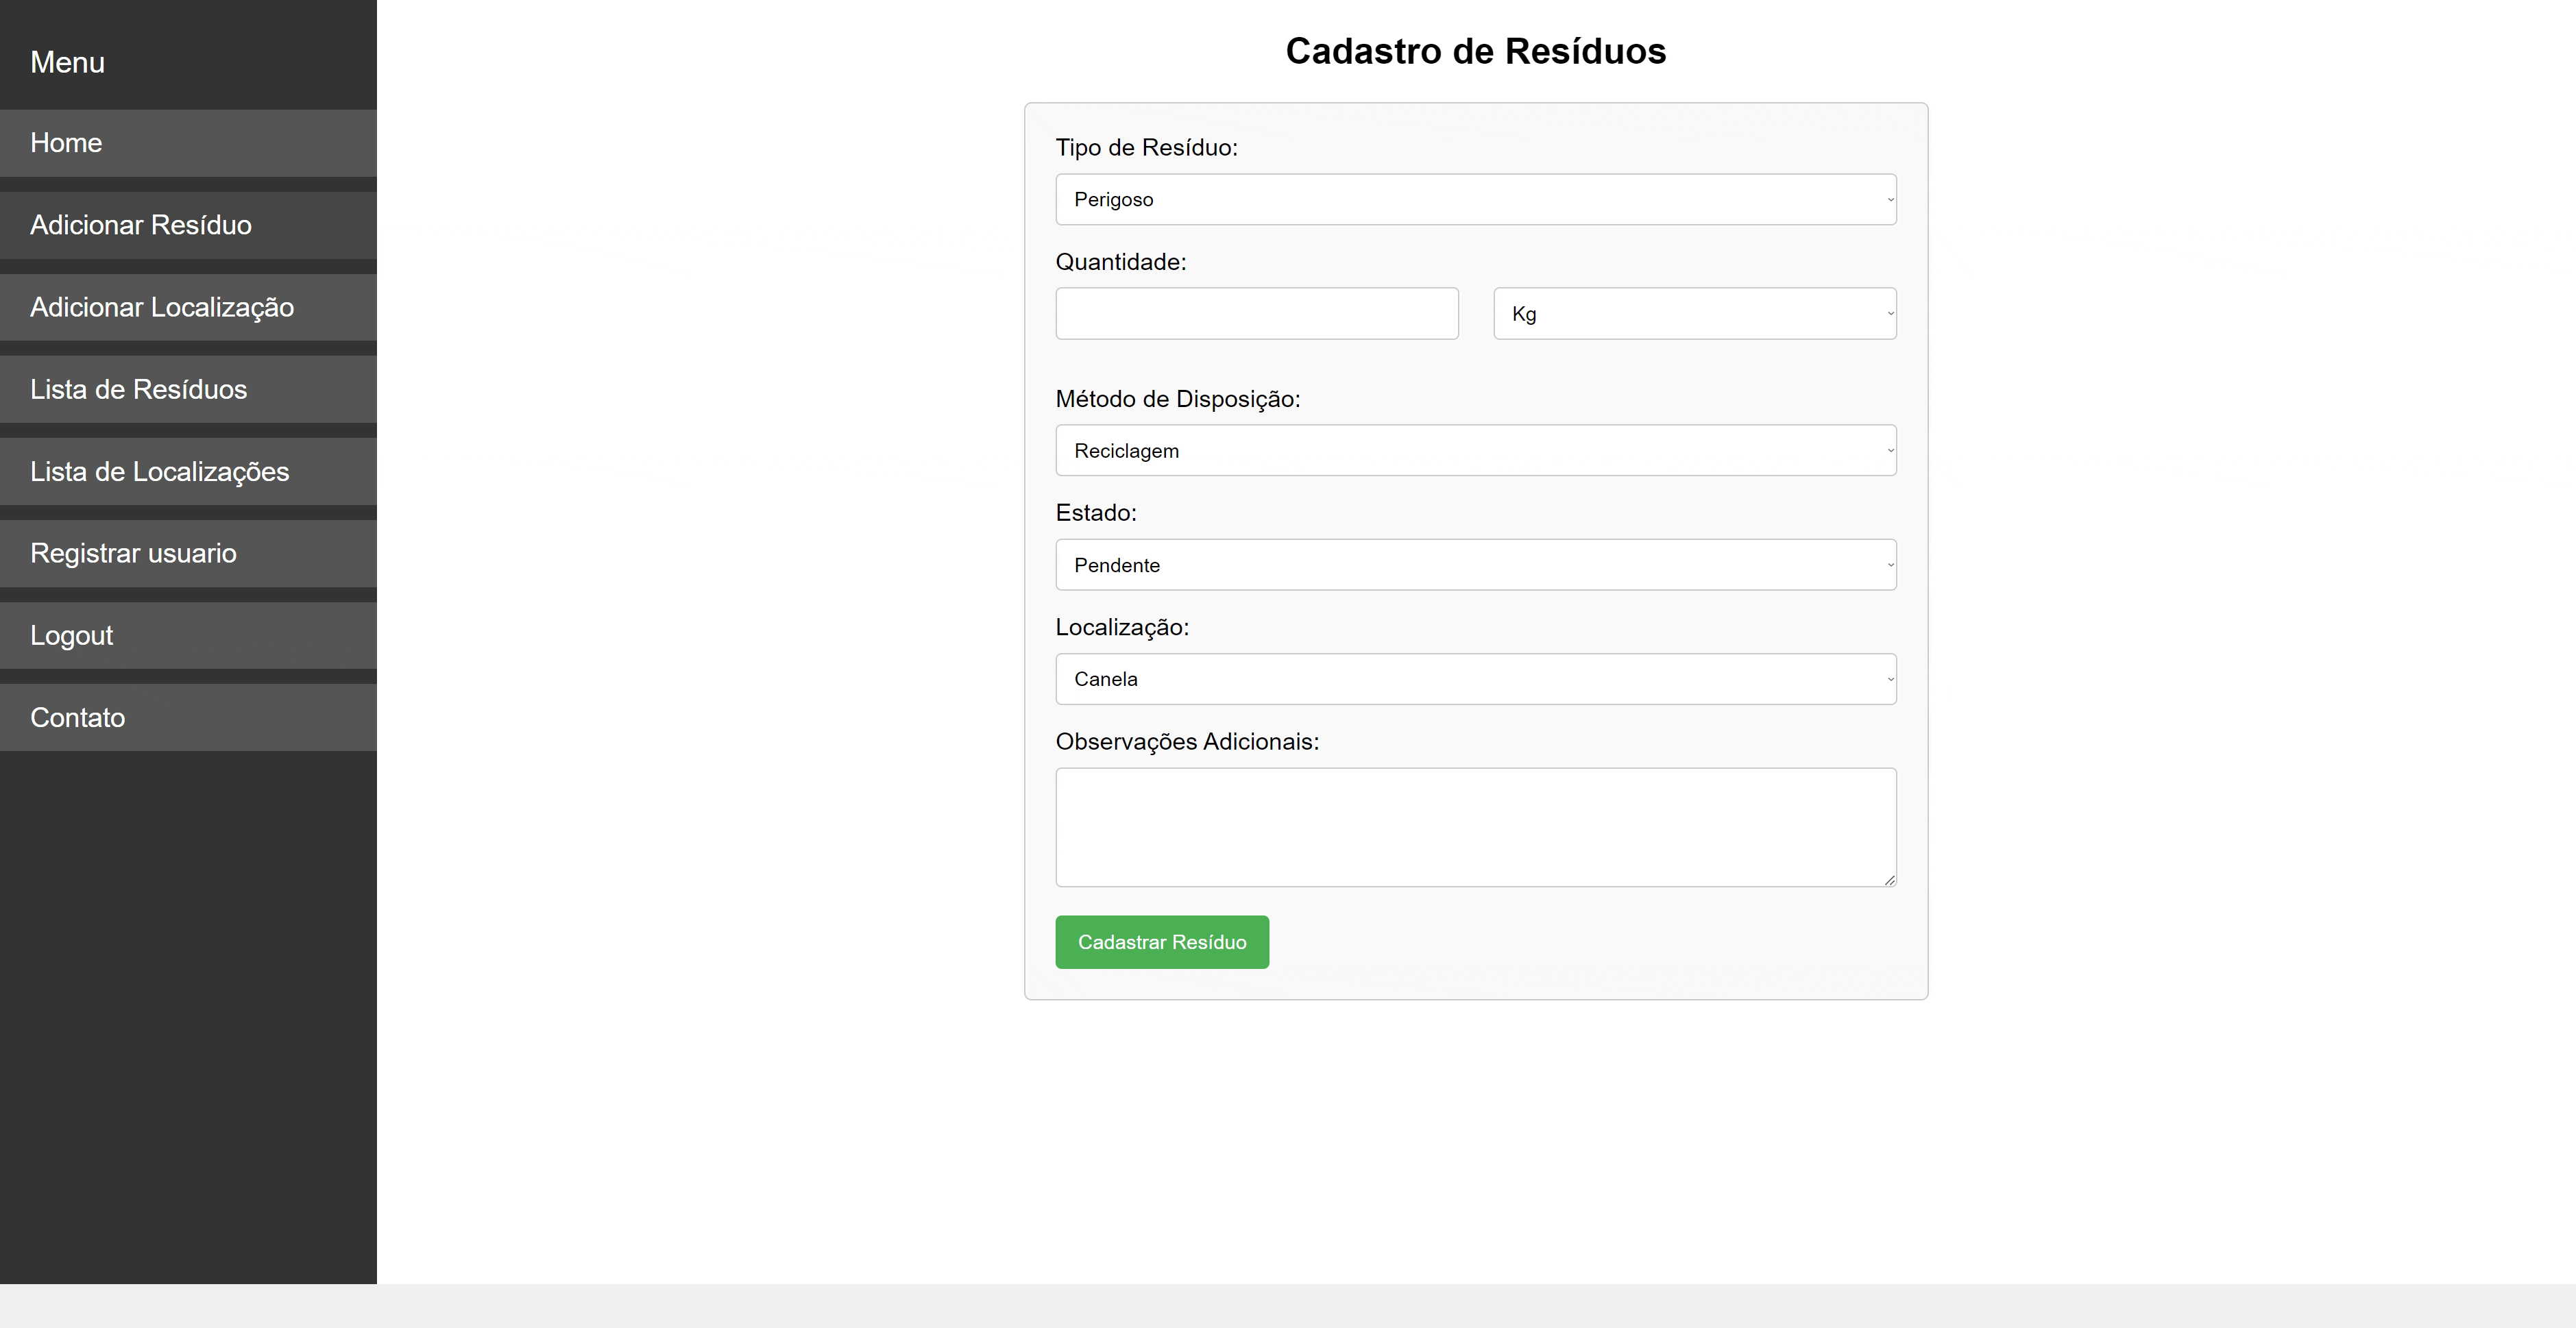 Menu
Home
Adicionar Resíduo
Adicionar Localização
Lista de Resíduos
Lista de Localizações
Registrar usuario
Logout
Contato
Cadastro de Resíduos
Tipo de Resíduo:
Perigoso
Quantidade:
Kg
Método de Disposição:
Reciclagem
Estado:
Pendente
Localização:
Canela
Observações Adicionais:
Cadastrar Resíduo